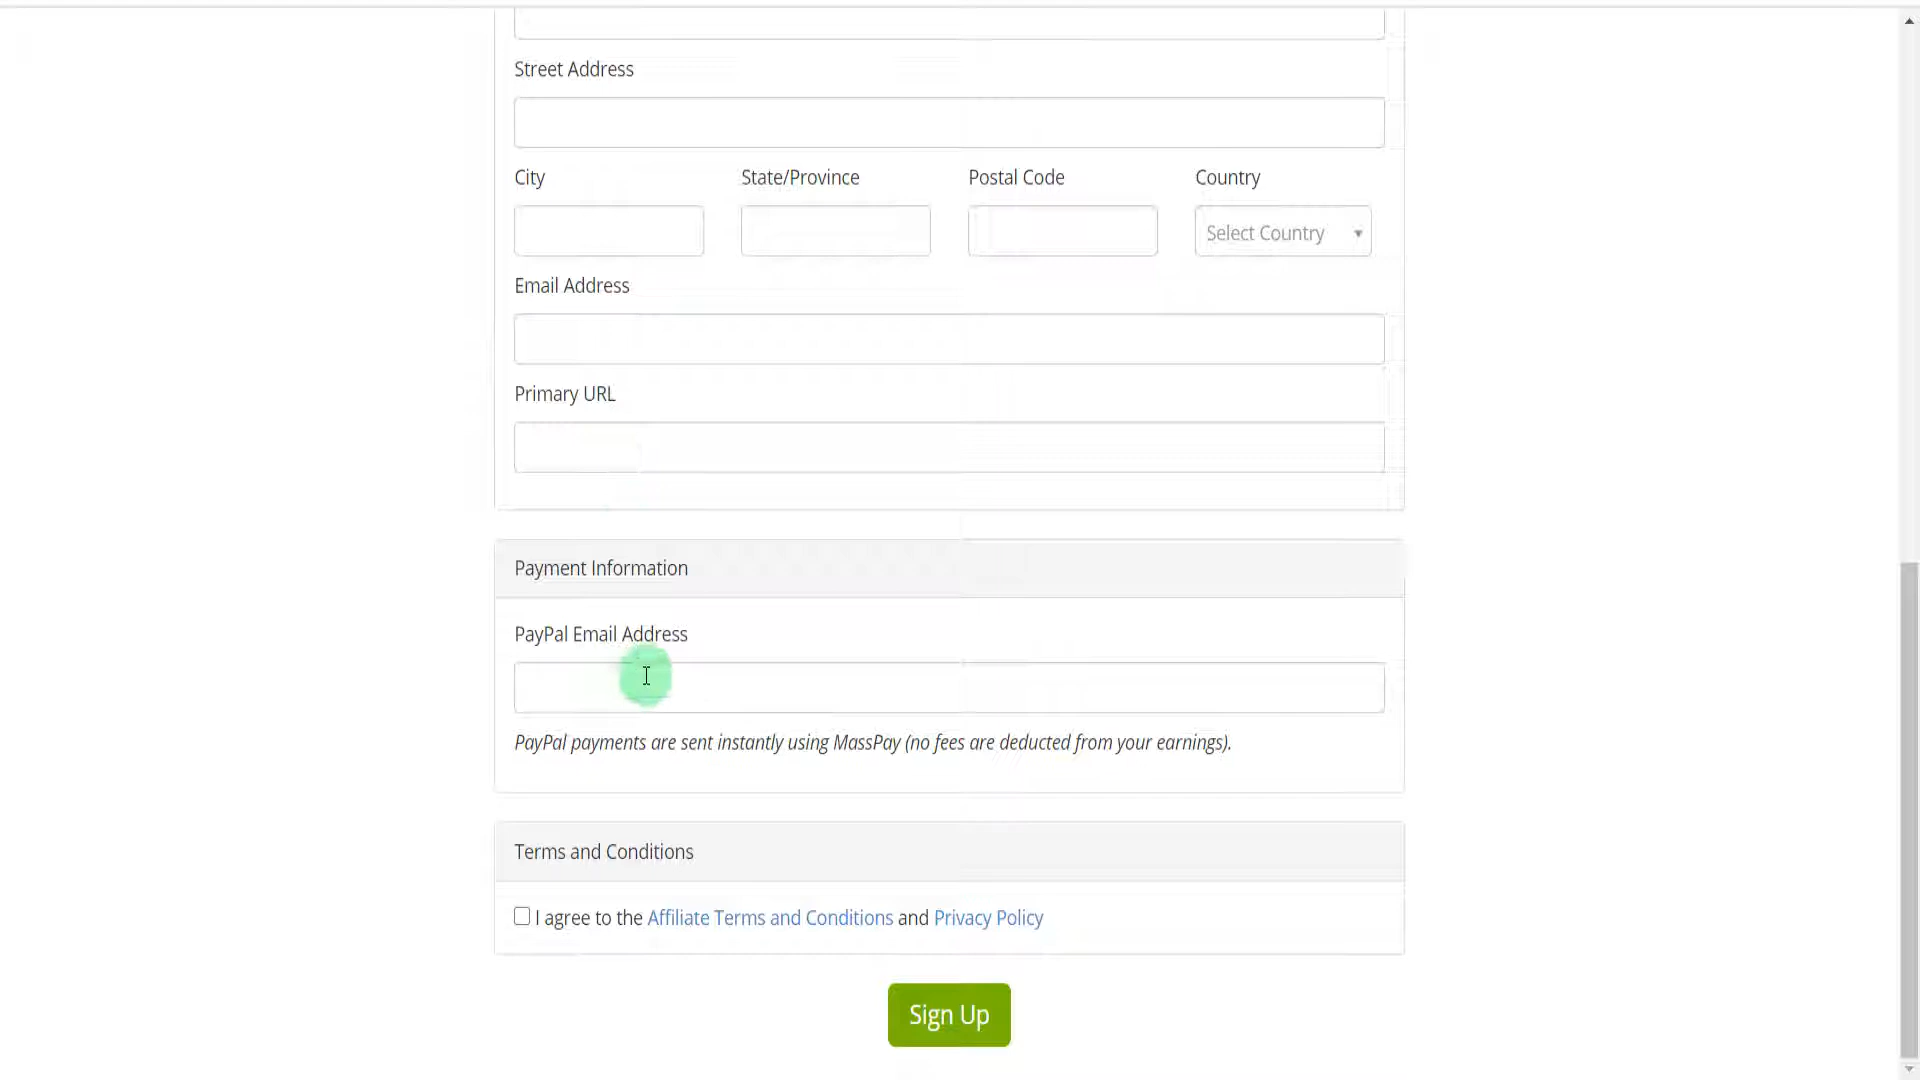 Street Address
City State/Province Postal Code Country
Select Country
Email Address
Primary URL
Payment Information
PayPal Email Address
PayPal payments are sent instantly using MassPay (no fees are deducted from your earnings).
Terms and Conditions
I agree to the Affiliate Terms and Conditions and Privacy Policy
Sign Up